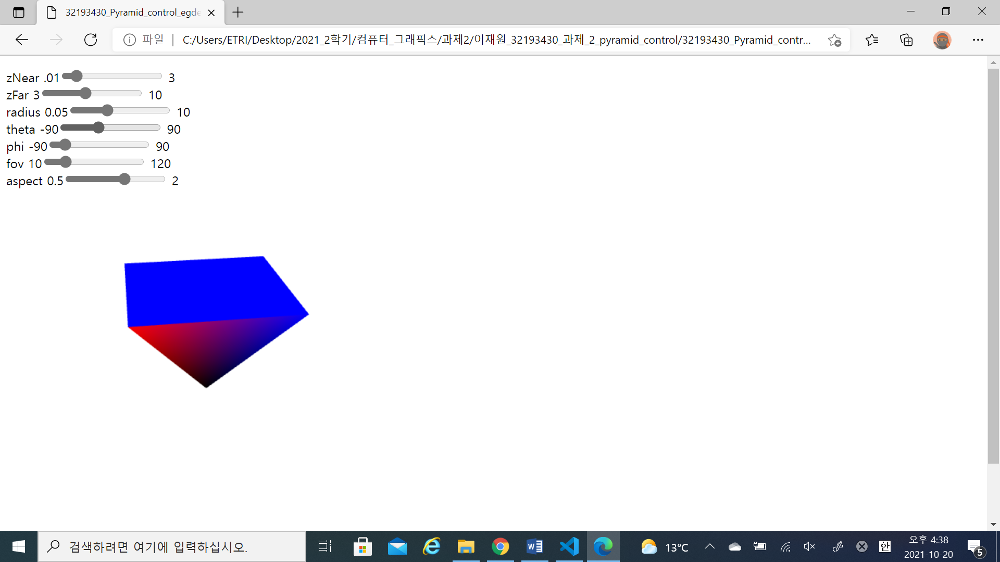 32193430_Pyramid_control_egde
파일
C:/Users/ETRI/Desktop/2021_2학기/컴퓨터_그래픽스/과제2/이재원_32193430_과제_2_pyramid_control/32193430_Pyramid_contr...
zNear .01 3
zFar 3 10
radius 0.05 10
theta -90 90
phi -90 90
fov 10 120
aspect 0.5 2
검색하려면 여기에 입력하십시오.
13°C
한
오후 4:38
2021-10-20
5